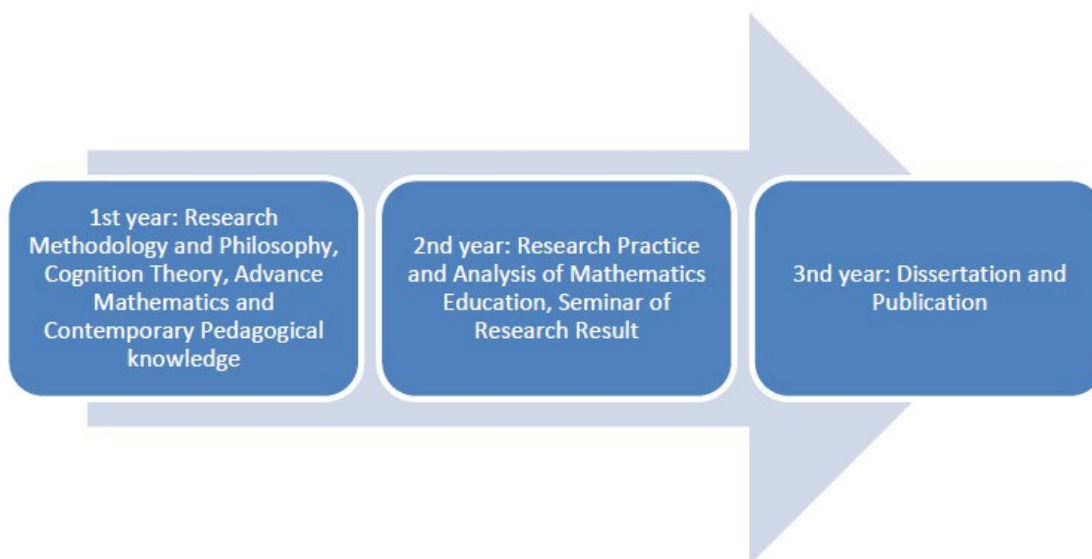 1st year: Research
Methodology and Philosophy,
Cognition Theory, Advance
Mathematics and
Contemporary Pedagogical
knowledge
2nd year: Research Practice
and Analysis of Mathematics
Education, Seminar of
Research Result
3nd year: Dissertation and
Publication